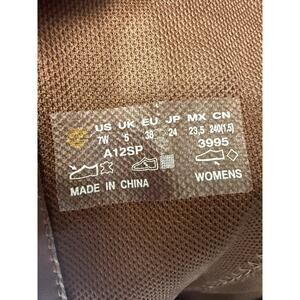 US UK EU JP MX CN
7W 5 38 24 23,5 240(1.5)
A12SP 3995
MADE IN CHINA WOMENS